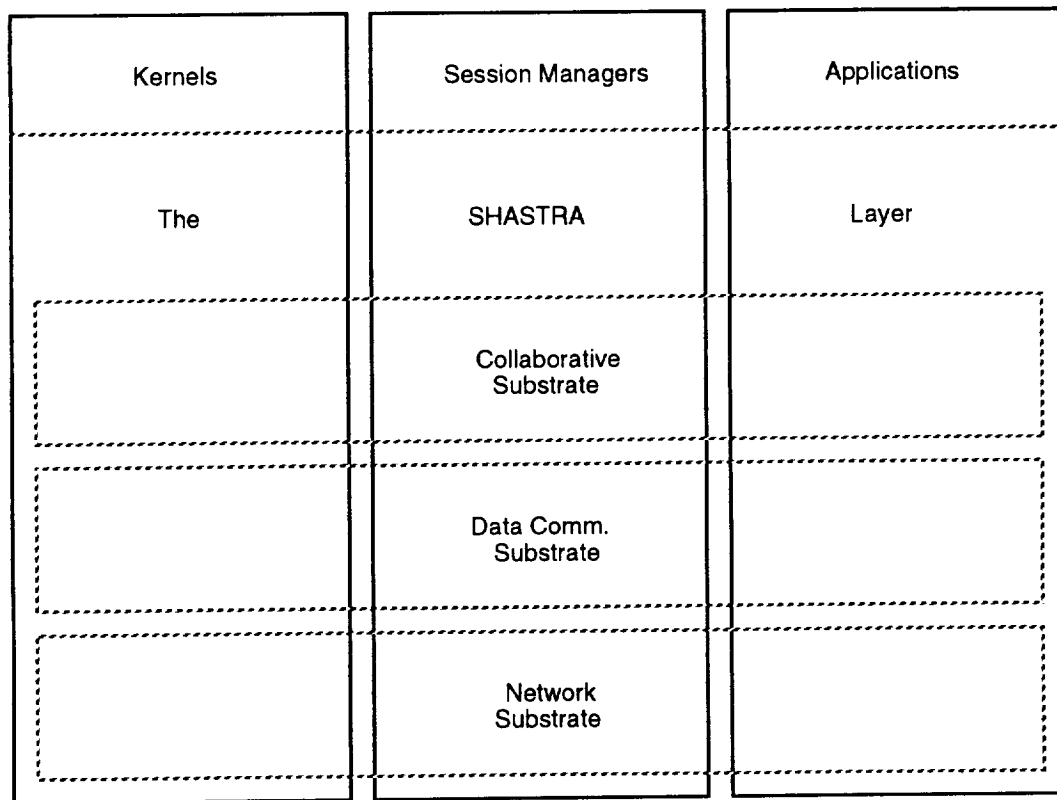 Kernels
Session Managers
Applications
The
SHASTRA
Layer
Collaborative
Substrate
Data Comm.
Substrate
Network
Substrate